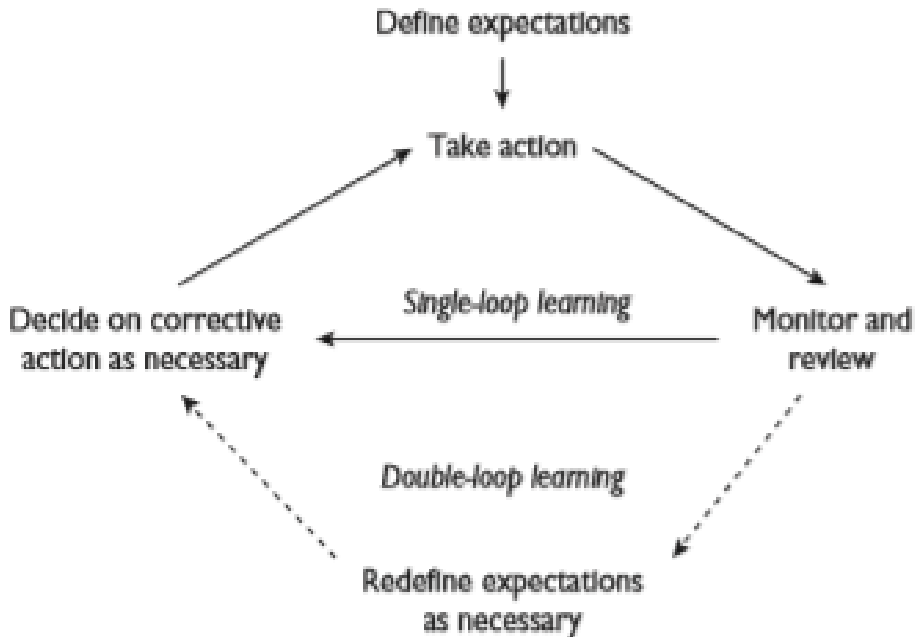 Define expectations
Take action
Single-loop learning
Decide on corrective
action as necessary
Monitor and
review
Double-loop learning
Redefine expectations
as necessary